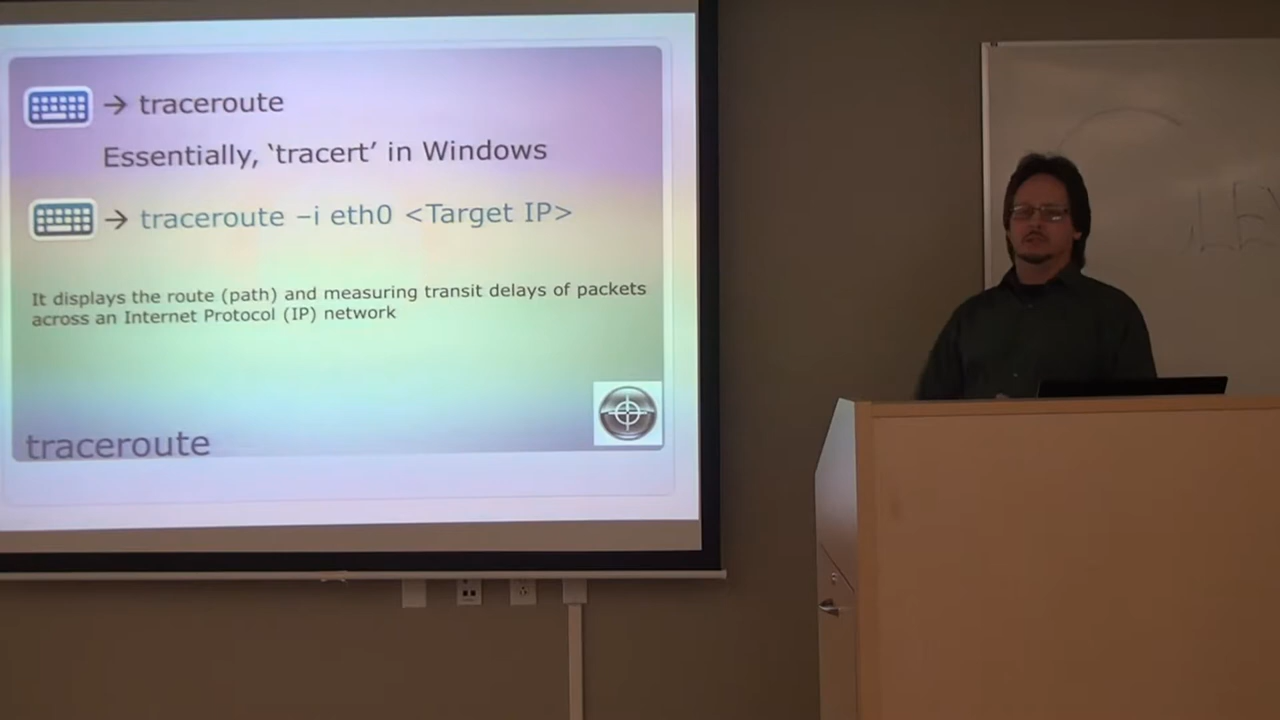 → traceroute
Essentially, ‘tracert’ in Windows
→ traceroute –i eth0 <Target IP>
It displays the route (path) and measuring transit delays of packets
across an Internet Protocol (IP) network
traceroute